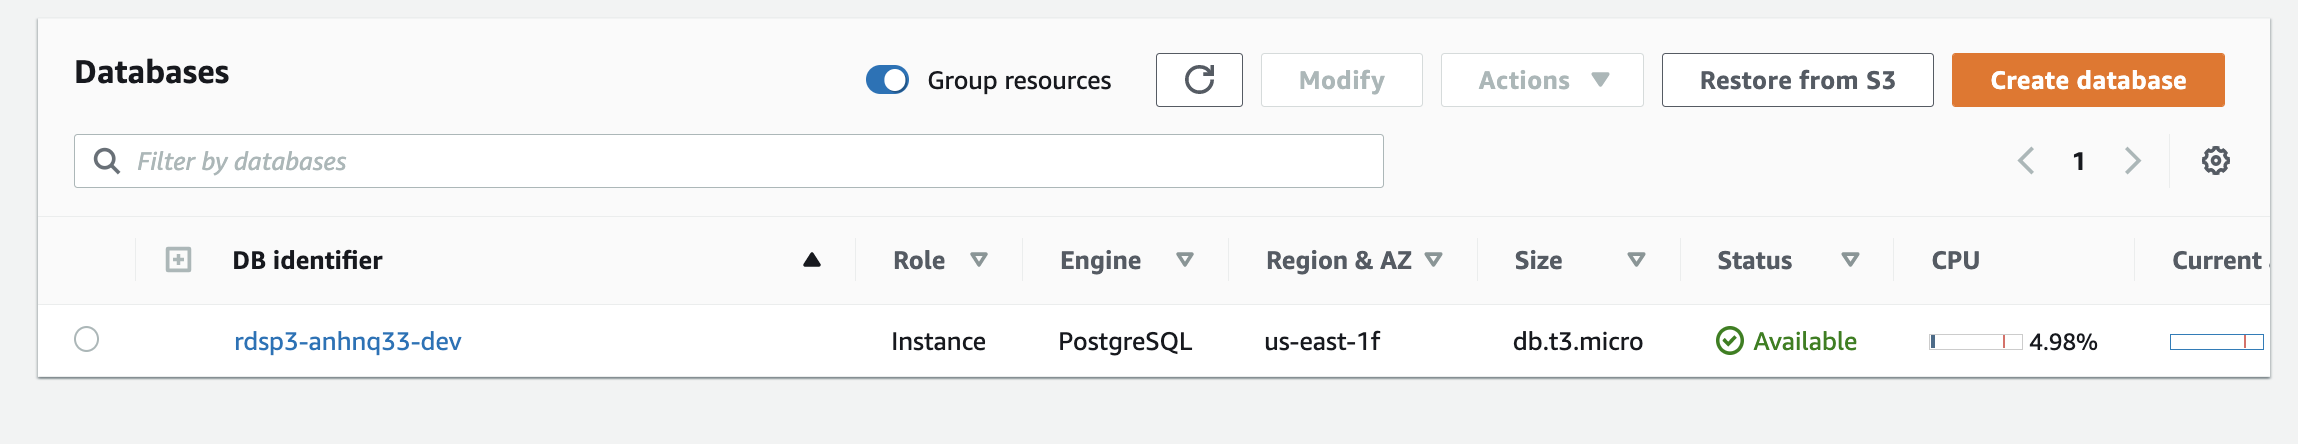 Databases
Group resources
Modify
Actions
Restore from S3
Create database
Filter by databases
1
DB identifier
Role
Engine
Region & AZ
Size
Status
CPU
Current
rdsp3-anhnq33-dev
Instance
PostgreSQL
us-east-1f
db.t3.micro
Available
4.98%